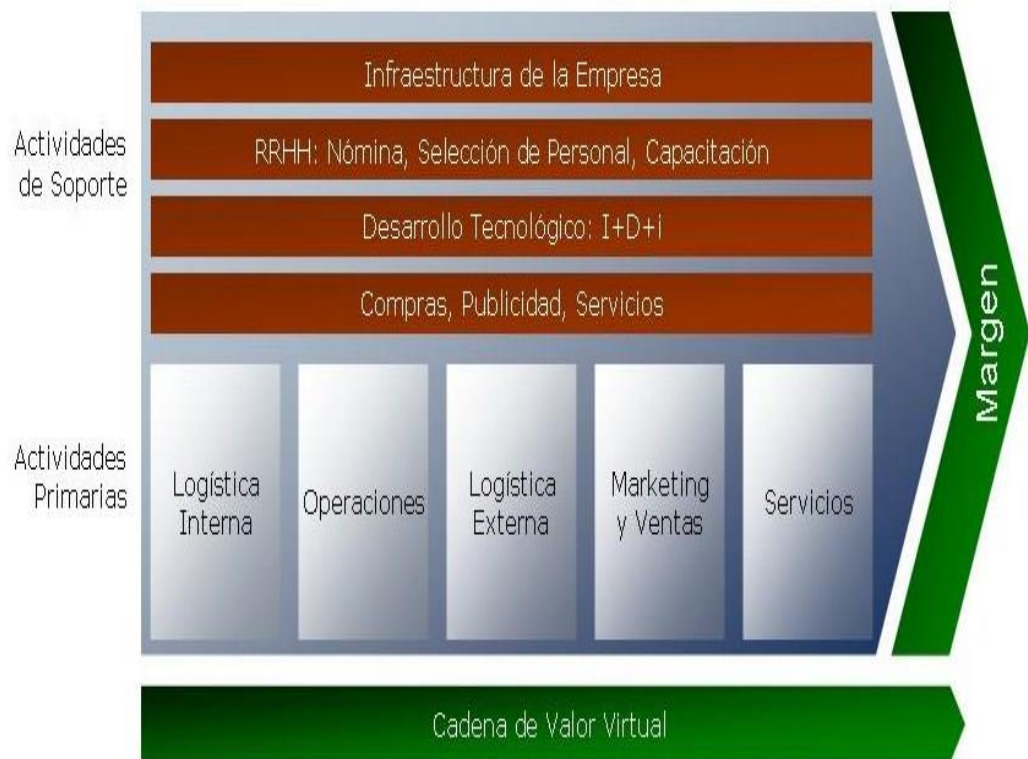 Infraestructura de la Empresa
Actividades
de Soporte
RRHH: Nómina, Selección de Personal, Capacitación
Desarrollo Tecnológico: I+D+i
Compras, Publicidad, Servicios
Margen
Actividades
Primarias
Logística
Interna
Operaciones
Logística
Externa
Marketing
y Ventas
Servicios
Cadena de Valor Virtual